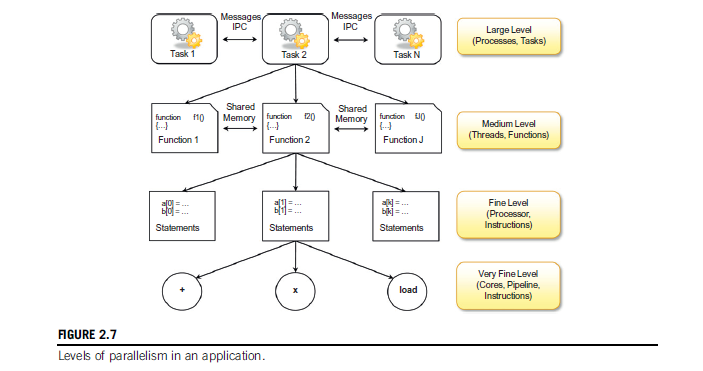 Messages
IPC
Messages
IPC
Task 1
Task 2
Task N
Large Level
(Processes, Tasks)
function f1()
{...}
Function 1
Shared
Memory
function f2()
{...}
Function 2
Shared
Memory
function fJ()
{...}
Function J
Medium Level
(Threads, Functions)
a[0] = ...
b[0] = ...
Statements
a[1] = ...
b[1] = ...
Statements
a[k] = ...
b[k] = ...
Statements
Fine Level
(Processor,
Instructions)
+
x
load
Very Fine Level
(Cores, Pipeline,
Instructions)
FIGURE 2.7
Levels of parallelism in an application.